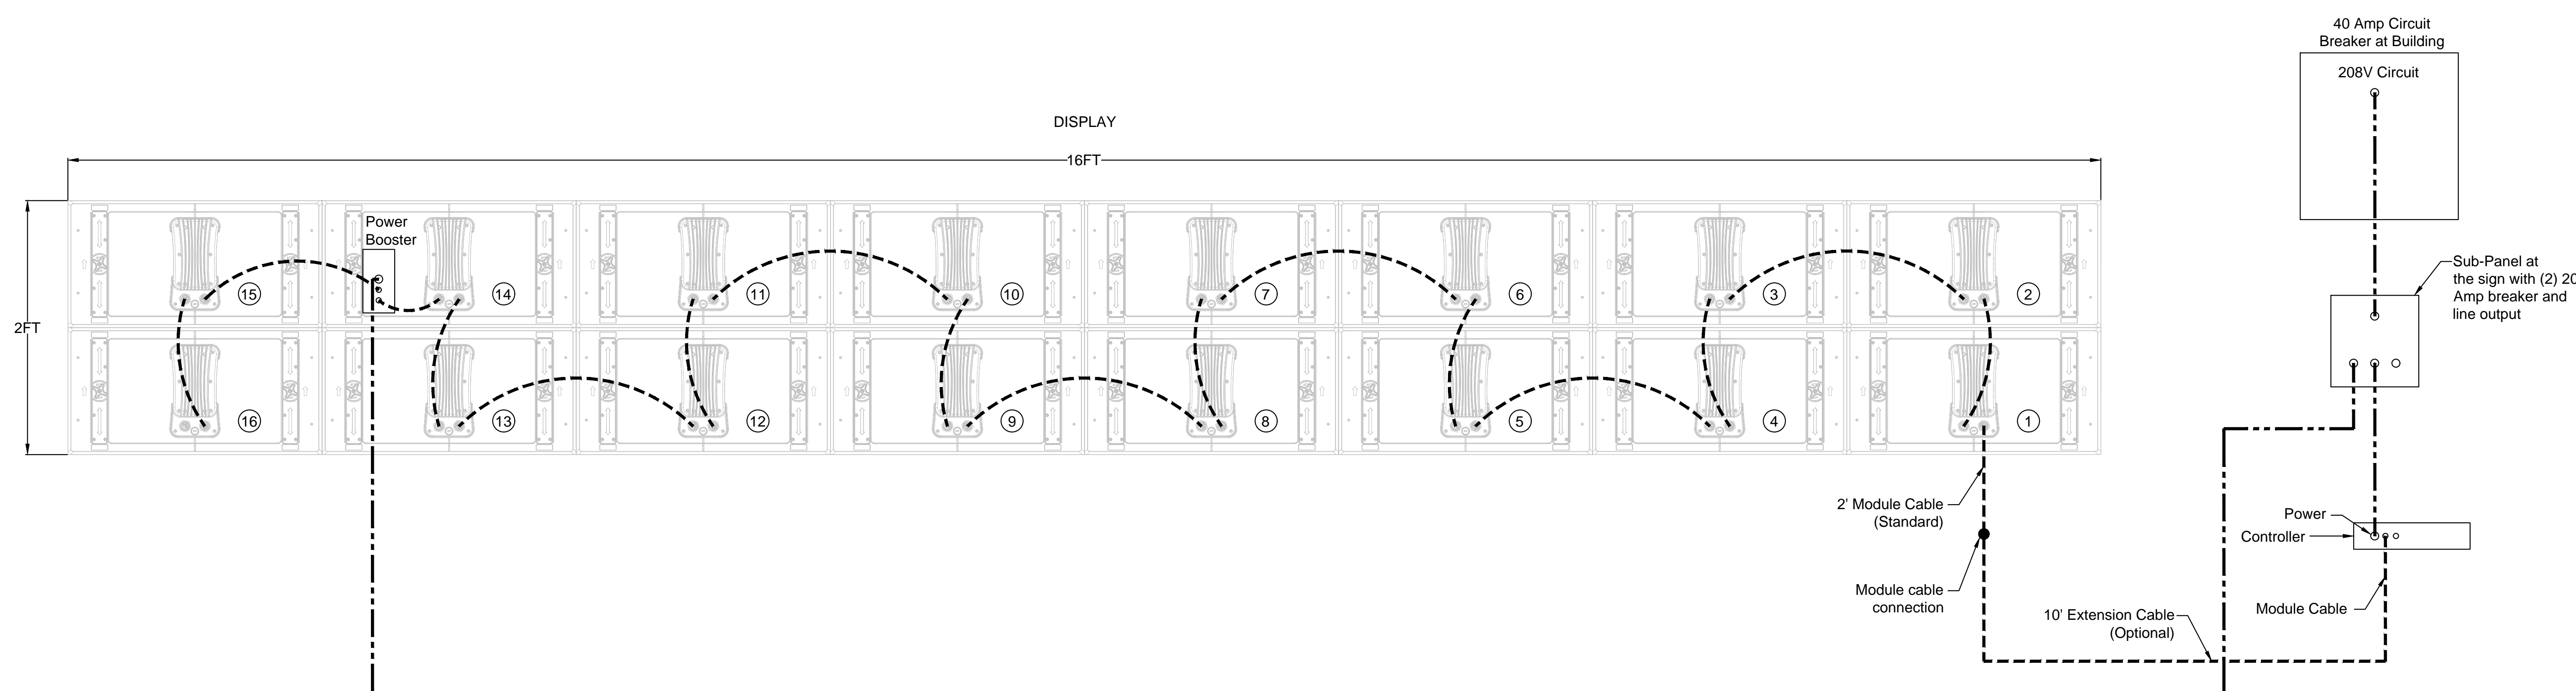 40 Amp Circuit
Breaker at Building
208V Circuit
DISPLAY
16FT
2FT
Power
Booster
15
14
11
10
7
6
3
2
16
13
12
9
8
5
4
1
Sub-Panel at
the sign with (2) 20
Amp breaker and
line output
2' Module Cable
(Standard)
Module cable
connection
10' Extension Cable
(Optional)
Power
Controller
Module Cable